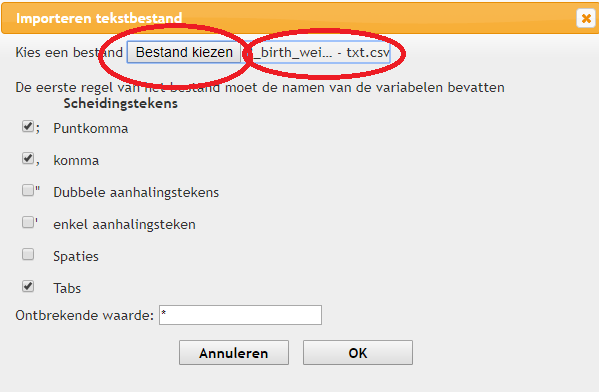 Importeren tekstbestand
Kies een bestand Bestand kiezen _birth_wei... - txt.csv
De eerste regel van het bestand moet de namen van de variabelen bevatten
Scheidingstekens
; Puntkomma
, komma
" Dubbele aanhalingstekens
' enkel aanhalingsteken
Spaties
Tabs
Ontbrekende waarde: *
Annuleren OK